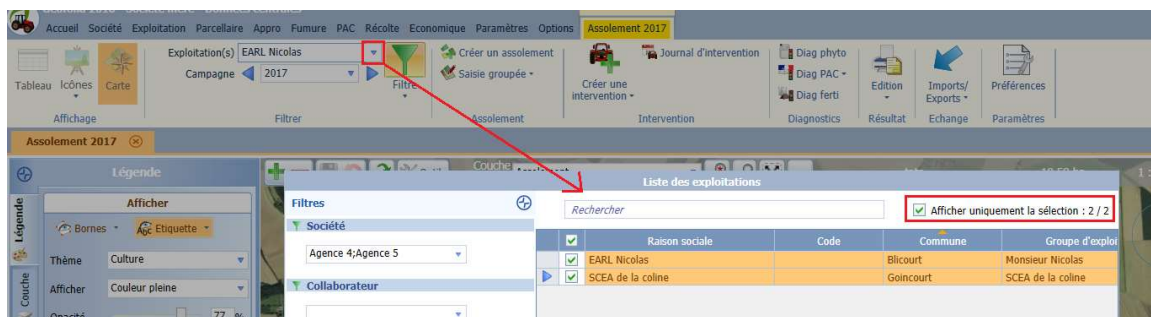 Accueil Société Exploitation Parcellaire Appro Fumure PAC Récolte Economique Paramètres Options Assolement 2017
Exploitation(s) EARL Nicolas
Campagne 2017
Tableau Icônes Carte
Affichage
Filtre
Filtrer
Créer un assolement
Saisie groupée
Assolement
Créer une intervention
Journal d'intervention
Intervention
Diag phyto
Diag PAC
Diag ferti
Diagnostics
Edition
Résultat
Imports/
Exports
Echange
Préférences
Paramètres
Assolement 2017
Légende
Afficher
Bornes Etiquette
Thème Culture
Afficher Couleur pleine
Opacité 77 %
Légende
Couche
Couche Assolement
Liste des exploitations
Filtres
Société
Agence 4;Agence 5
Collaborateur
Rechercher
Afficher uniquement la sélection : 2 / 2
Raison sociale Code Commune Groupe d'exploi
EARL Nicolas Blicourt Monsieur Nicolas
SCEA de la coline Goincourt SCEA de la coline